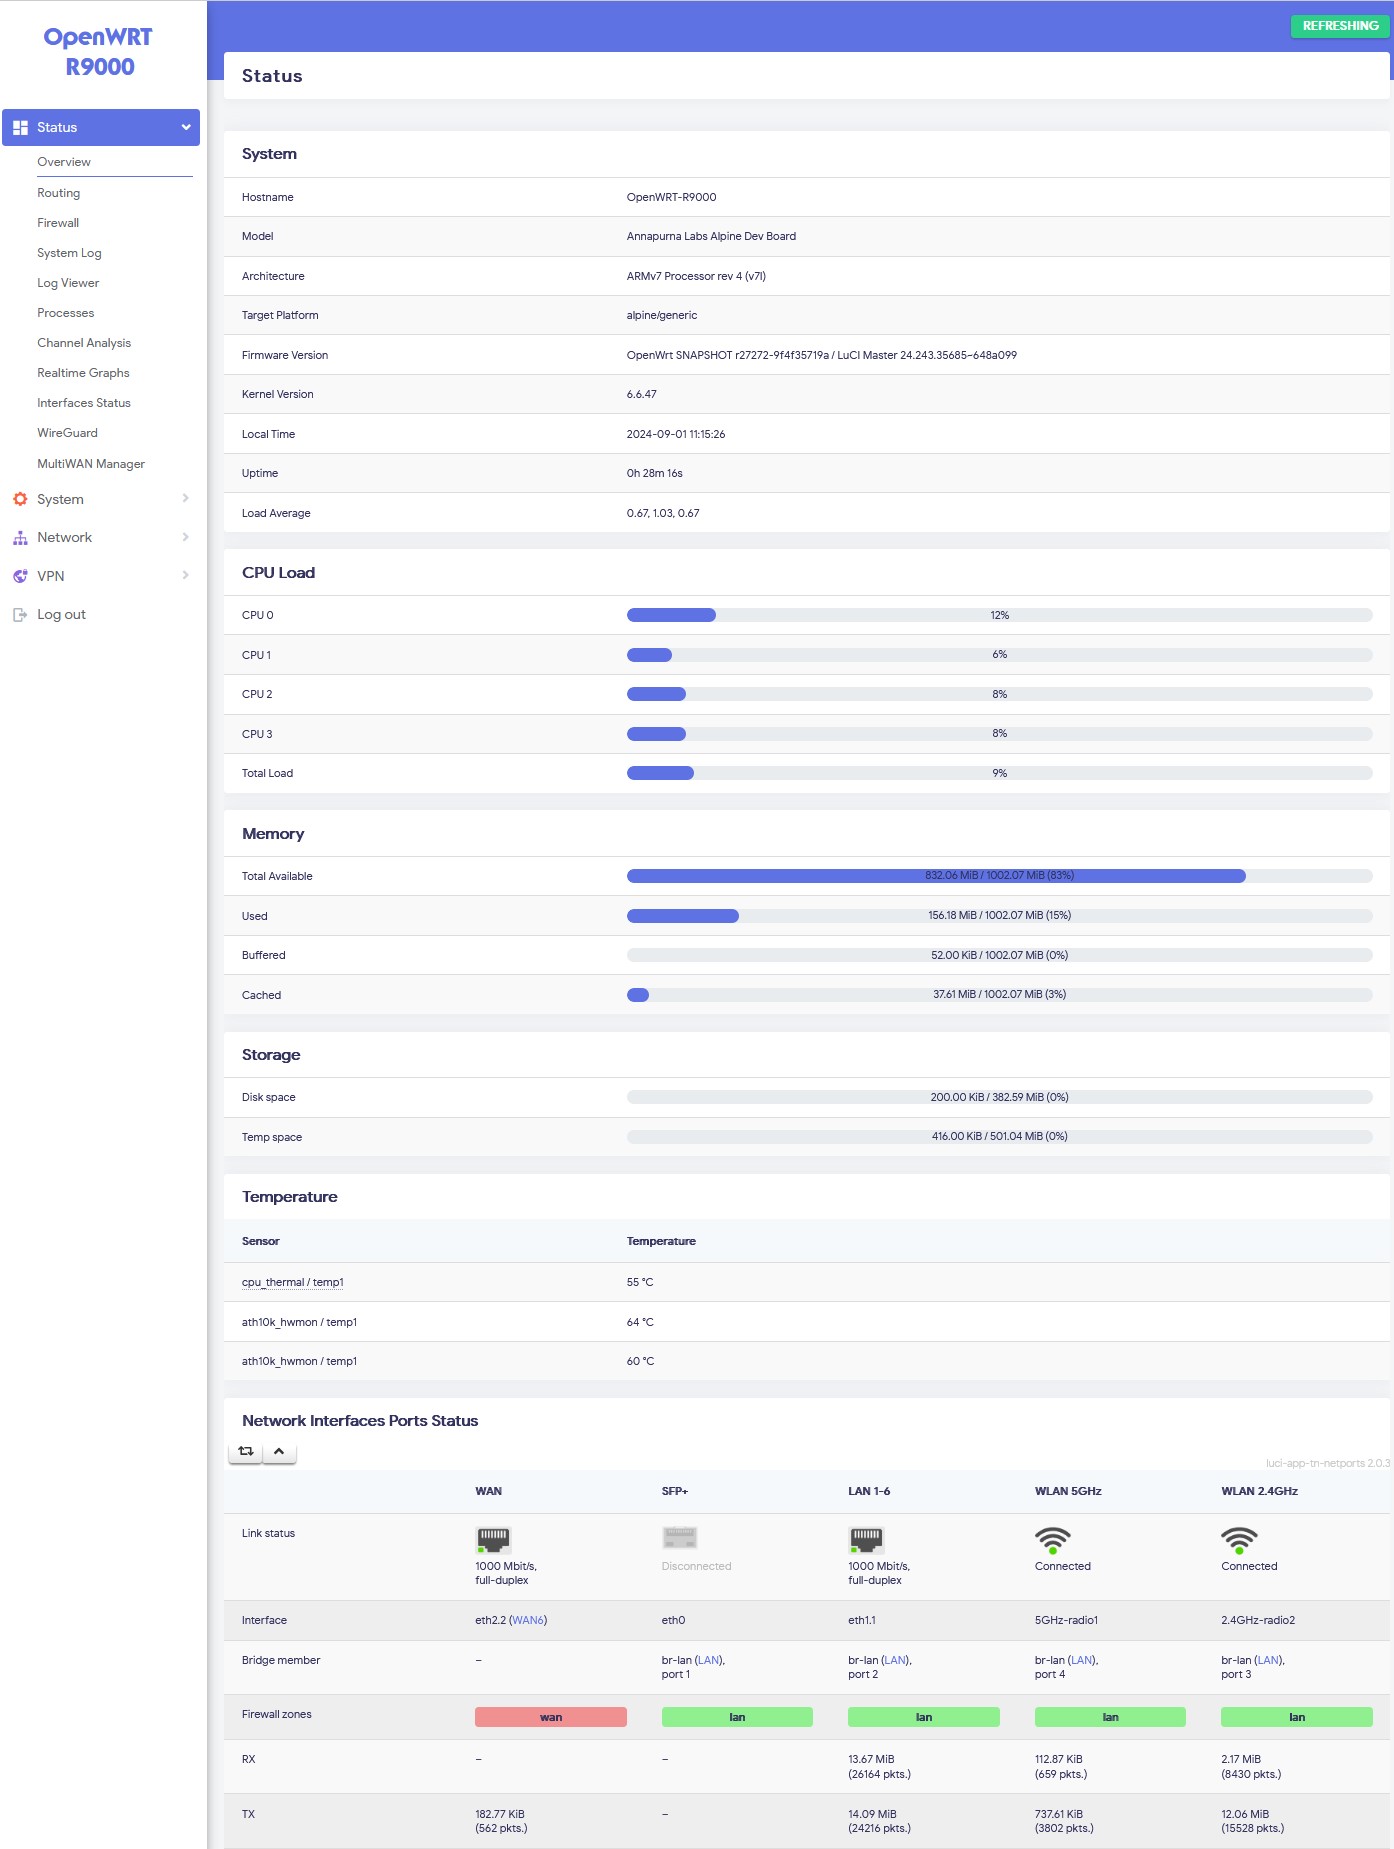 OpenWRT
R9000
REFRESHING
Status
Overview
Routing
Firewall
System Log
Log Viewer
Processes
Channel Analysis
Realtime Graphs
Interfaces Status
WireGuard
MultiWAN Manager
System
Network
VPN
Log out
Status
System
Hostname OpenWRT-R9000
Model Annapurna Labs Alpine Dev Board
Architecture ARMv7 Processor rev 4 (v7l)
Target Platform alpine/generic
Firmware Version OpenWrt SNAPSHOT r27272-9f4f35719a / LuCI Master 24.243.35685~648a099
Kernel Version 6.6.47
Local Time 2024-09-01 11:15:26
Uptime 0h 28m 16s
Load Average 0.67, 1.03, 0.67
CPU Load
CPU 0 12%
CPU 1 6%
CPU 2 8%
CPU 3 8%
Total Load 9%
Memory
Total Available 832.06 MiB / 1002.07 MiB (83%)
Used 156.18 MiB / 1002.07 MiB (15%)
Buffered 52.00 KiB / 1002.07 MiB (0%)
Cached 37.61 MiB / 1002.07 MiB (3%)
Storage
Disk space 200.00 KiB / 382.59 MiB (0%)
Temp space 416.00 KiB / 501.04 MiB (0%)
Temperature
Sensor Temperature
cpu_thermal / temp1 55 °C
ath10k_hwmon / temp1 64 °C
ath10k_hwmon / temp1 60 °C
Network Interfaces Ports Status
luci-app-tn-netports 2.0.3
WAN SFP+ LAN 1-6 WLAN 5GHz WLAN 2.4GHz
Link status
1000 Mbit/s, Disconnected 1000 Mbit/s, Connected Connected
full-duplex full-duplex
Interface eth2.2 (WAN6) eth0 eth1.1 5GHz-radio1 2.4GHz-radio2
Bridge member – br-lan (LAN), br-lan (LAN), br-lan (LAN), br-lan (LAN),
port 1 port 2 port 4 port 3
Firewall zones wan lan lan lan lan
RX – – 13.67 MiB 112.87 KiB 2.17 MiB
(26164 pkts.) (659 pkts.) (8430 pkts.)
TX 182.77 KiB – 14.09 MiB 737.61 KiB 12.06 MiB
(562 pkts.) (24216 pkts.) (3802 pkts.) (15528 pkts.)